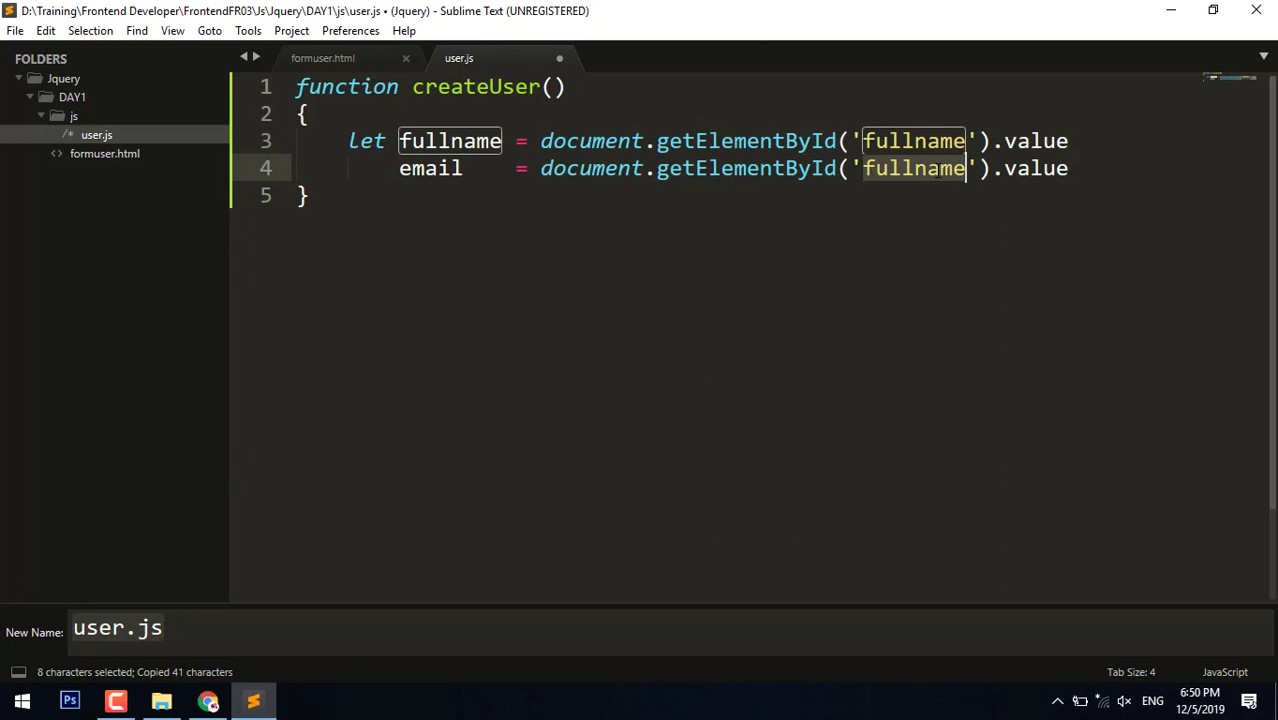 D:\Training\Frontend Developer\FrontendFR03\Js\Jquery\DAY1\js\user.js • (Jquery) - Sublime Text (UNREGISTERED)
File Edit Selection Find View Goto Tools Project Preferences Help
FOLDERS
Jquery
DAY1
js
/* user.js
<> formuser.html
formuser.html × user.js
1 function createUser()
2 {
3 let fullname = document.getElementById('fullname').value
4 email = document.getElementById('fullname').value
5 }
New Name: user.js
8 characters selected; Copied 41 characters
Tab Size: 4 JavaScript
Ps
ENG
6:50 PM
12/5/2019